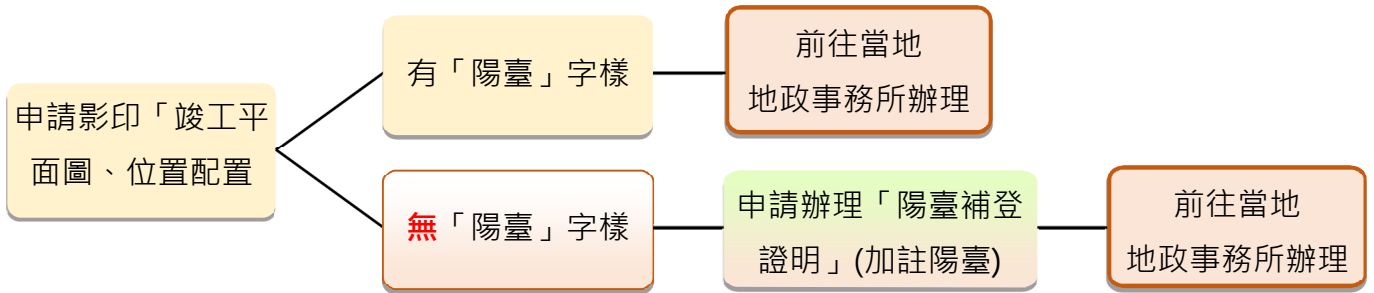 申請影印「竣工平
面圖、位置配置
有「陽臺」字樣
前往當地
地政事務所辦理
無「陽臺」字樣
申請辦理「陽臺補登
證明」(加註陽臺)
前往當地
地政事務所辦理